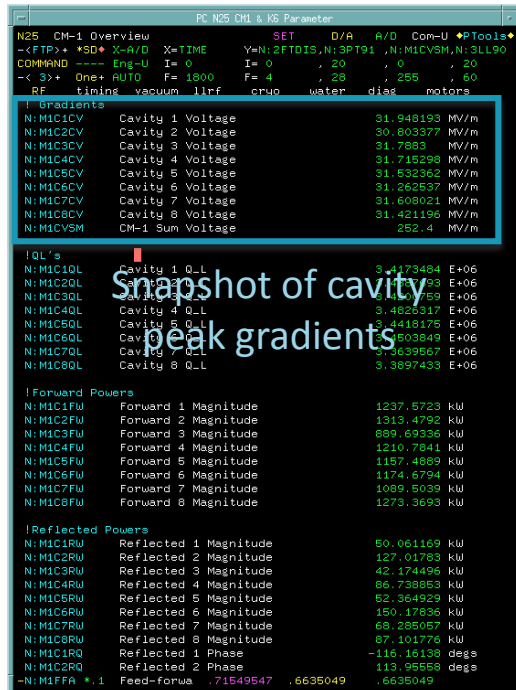 PC N25 CM1 & K6 Parameter
N25 CM-1 Overview SET D/A A/D Com-U ◆PTools◆
-<FTP>+ *SD◆ X-A/D X=TIME Y=N:2FTDIS,N:3PT91 ,N:M1CVSM,N:3LL90
COMMAND ---- Eng-U I= 0 I= 0 , 20 , 0 , 20
-< 3>+ One+ AUTO F= 1800 F= 4 , 28 , 255 , 60
RF timing vacuum llrf cryo water diag motors
! Gradients
N:M1C1CV Cavity 1 Voltage 31.948193 MV/m
N:M1C2CV Cavity 2 Voltage 30.803377 MV/m
N:M1C3CV Cavity 3 Voltage 31.7883 MV/m
N:M1C4CV Cavity 4 Voltage 31.715298 MV/m
N:M1C5CV Cavity 5 Voltage 31.532362 MV/m
N:M1C6CV Cavity 6 Voltage 31.262537 MV/m
N:M1C7CV Cavity 7 Voltage 31.608021 MV/m
N:M1C8CV Cavity 8 Voltage 31.421196 MV/m
N:M1CVSM CM-1 Sum Voltage 252.4 MV/m
!QL's
N:M1C1QL Cavity 1 Q_L 3.4173484 E+06
N:M1C2QL Cavity 2 Q_L E+06
N:M1C3QL Cavity 3 Q_L E+06
N:M1C4QL Cavity 4 Q_L 3.4826317 E+06
N:M1C5QL Cavity 5 Q_L 3.4418175 E+06
N:M1C6QL Cavity 6 Q_L E+06
N:M1C7QL Cavity 7 Q_L E+06
N:M1C8QL Cavity 8 Q_L 3.3897433 E+06
Snapshot of cavity
peak gradients
!Forward Powers
N:M1C1FW Forward 1 Magnitude 1237.5723 kW
N:M1C2FW Forward 2 Magnitude 1313.4792 kW
N:M1C3FW Forward 3 Magnitude 889.69336 kW
N:M1C4FW Forward 4 Magnitude 1210.7841 kW
N:M1C5FW Forward 5 Magnitude 1157.4889 kW
N:M1C6FW Forward 6 Magnitude 1174.6794 kW
N:M1C7FW Forward 7 Magnitude 1089.5039 kW
N:M1C8FW Forward 8 Magnitude 1273.3693 kW
!Reflected Powers
N:M1C1RW Reflected 1 Magnitude 50.061169 kW
N:M1C2RW Reflected 2 Magnitude 127.01783 kW
N:M1C3RW Reflected 3 Magnitude 42.174496 kW
N:M1C4RW Reflected 4 Magnitude 86.738853 kW
N:M1C5RW Reflected 5 Magnitude 52.364929 kW
N:M1C6RW Reflected 6 Magnitude 150.17836 kW
N:M1C7RW Reflected 7 Magnitude 68.285057 kW
N:M1C8RW Reflected 8 Magnitude 87.101776 kW
N:M1C1RQ Reflected 1 Phase -116.16138 degs
N:M1C2RQ Reflected 2 Phase 113.95558 degs
-N:M1FFA *.1 Feed-forwa .71549547 .6635049 .6635049